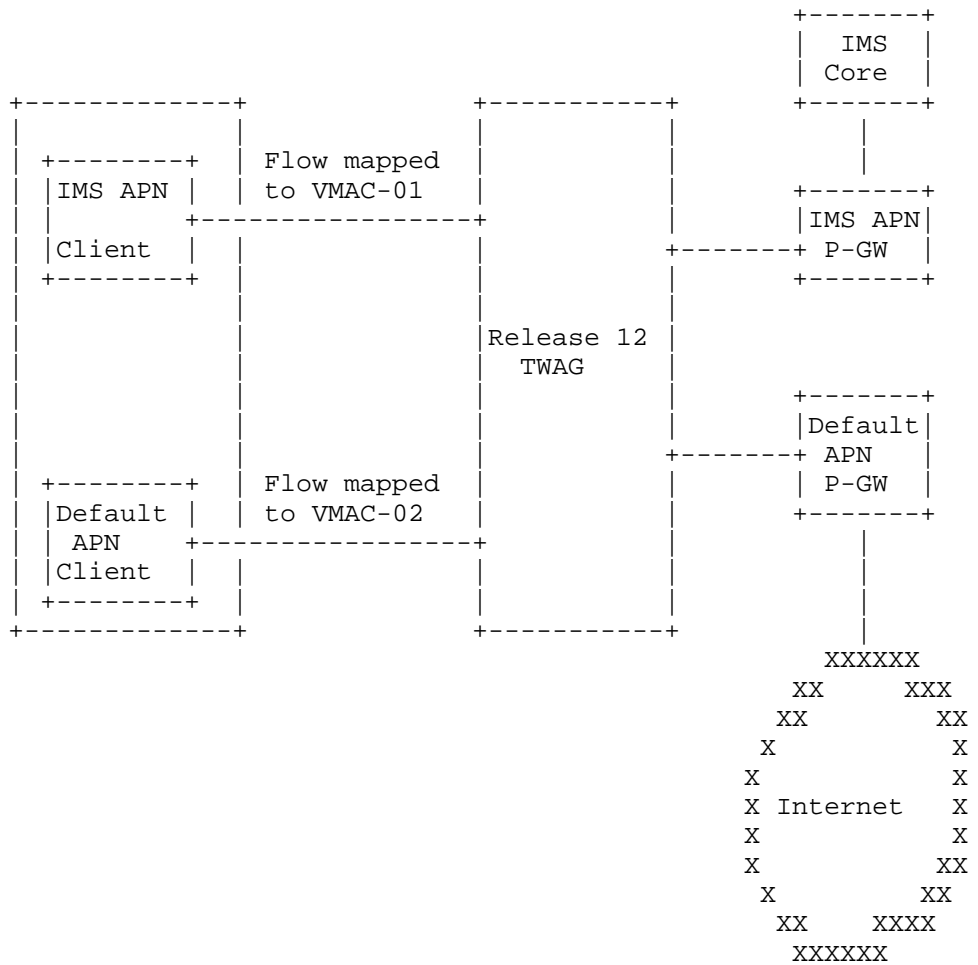 IMS
Core
Flow mapped
IMS APN
to VMAC-01
IMS APN
Client
P-GW
Release 12
TWAG
Default
APN
Flow mapped
P-GW
Default
to VMAC-02
APN
Client
Internet